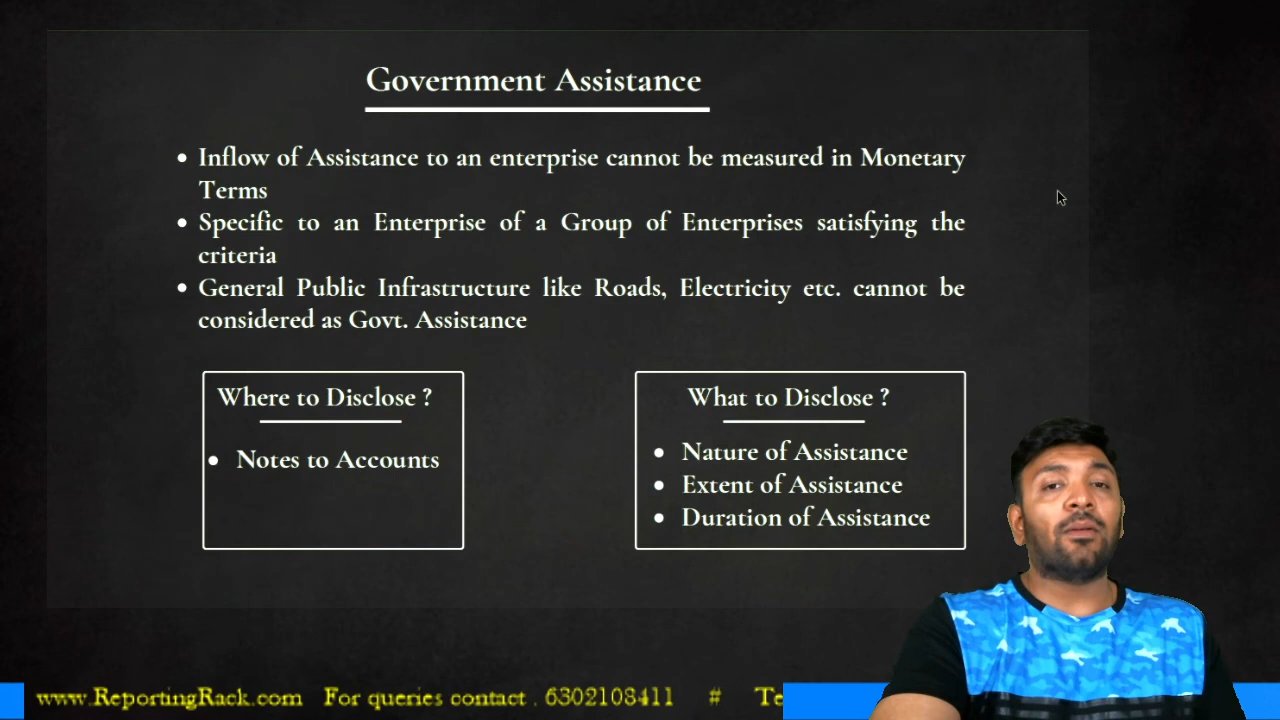 Government Assistance
• Inflow of Assistance to an enterprise cannot be measured in Monetary
Terms
• Specific to an Enterprise of a Group of Enterprises satisfying the
criteria
• General Public Infrastructure like Roads, Electricity etc. cannot be
considered as Govt. Assistance
Where to Disclose ?
• Notes to Accounts
What to Disclose ?
• Nature of Assistance
• Extent of Assistance
• Duration of Assistance
www.ReportingRack.com For queries contact . 6302108411 # Te